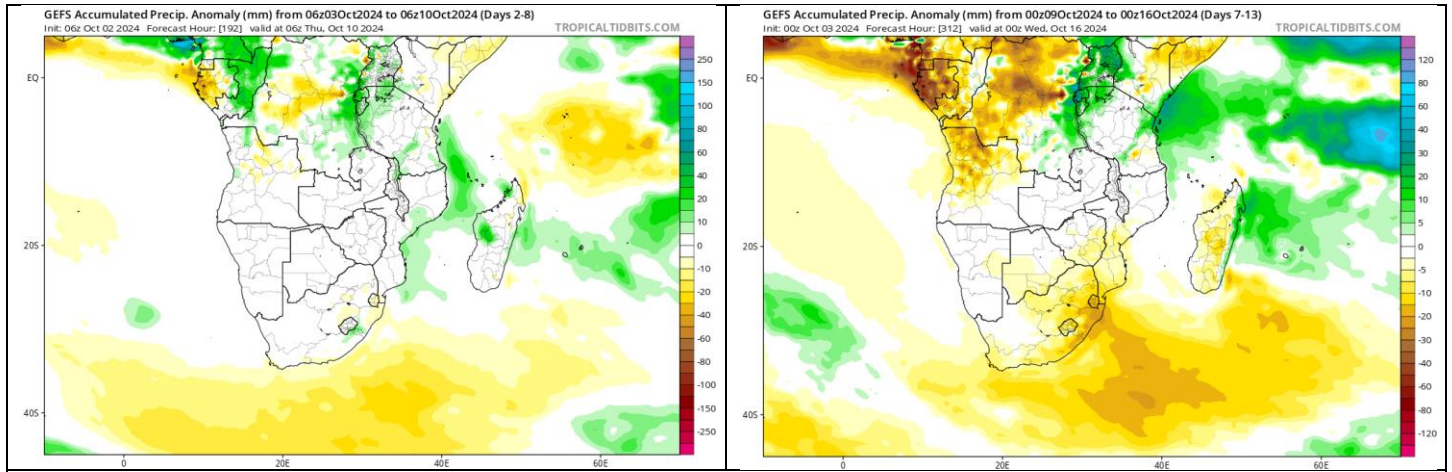 GEFS Accumulated Precip. Anomaly (mm) from 06z03Oct2024 to 06z10Oct2024 (Days 2-8)
Init: 06z Oct 02 2024 Forecast Hour: [192] valid at 06z Thu, Oct 10 2024 TROPICALTIDBITS.COM
EQ
20S
40S
0
20E
40E
60E
250
150
100
80
60
40
20
10
0
-10
-20
-40
-60
-80
-100
-150
-250
GEFS Accumulated Precip. Anomaly (mm) from 00z09Oct2024 to 00z16Oct2024 (Days 7-13)
Init: 00z Oct 03 2024 Forecast Hour: [312] valid at 00z Wed, Oct 16 2024 TROPICALTIDBITS.COM
EQ
20S
40S
0
20E
40E
60E
120
80
60
40
30
20
10
5
0
-5
-10
-20
-30
-40
-60
-80
-120